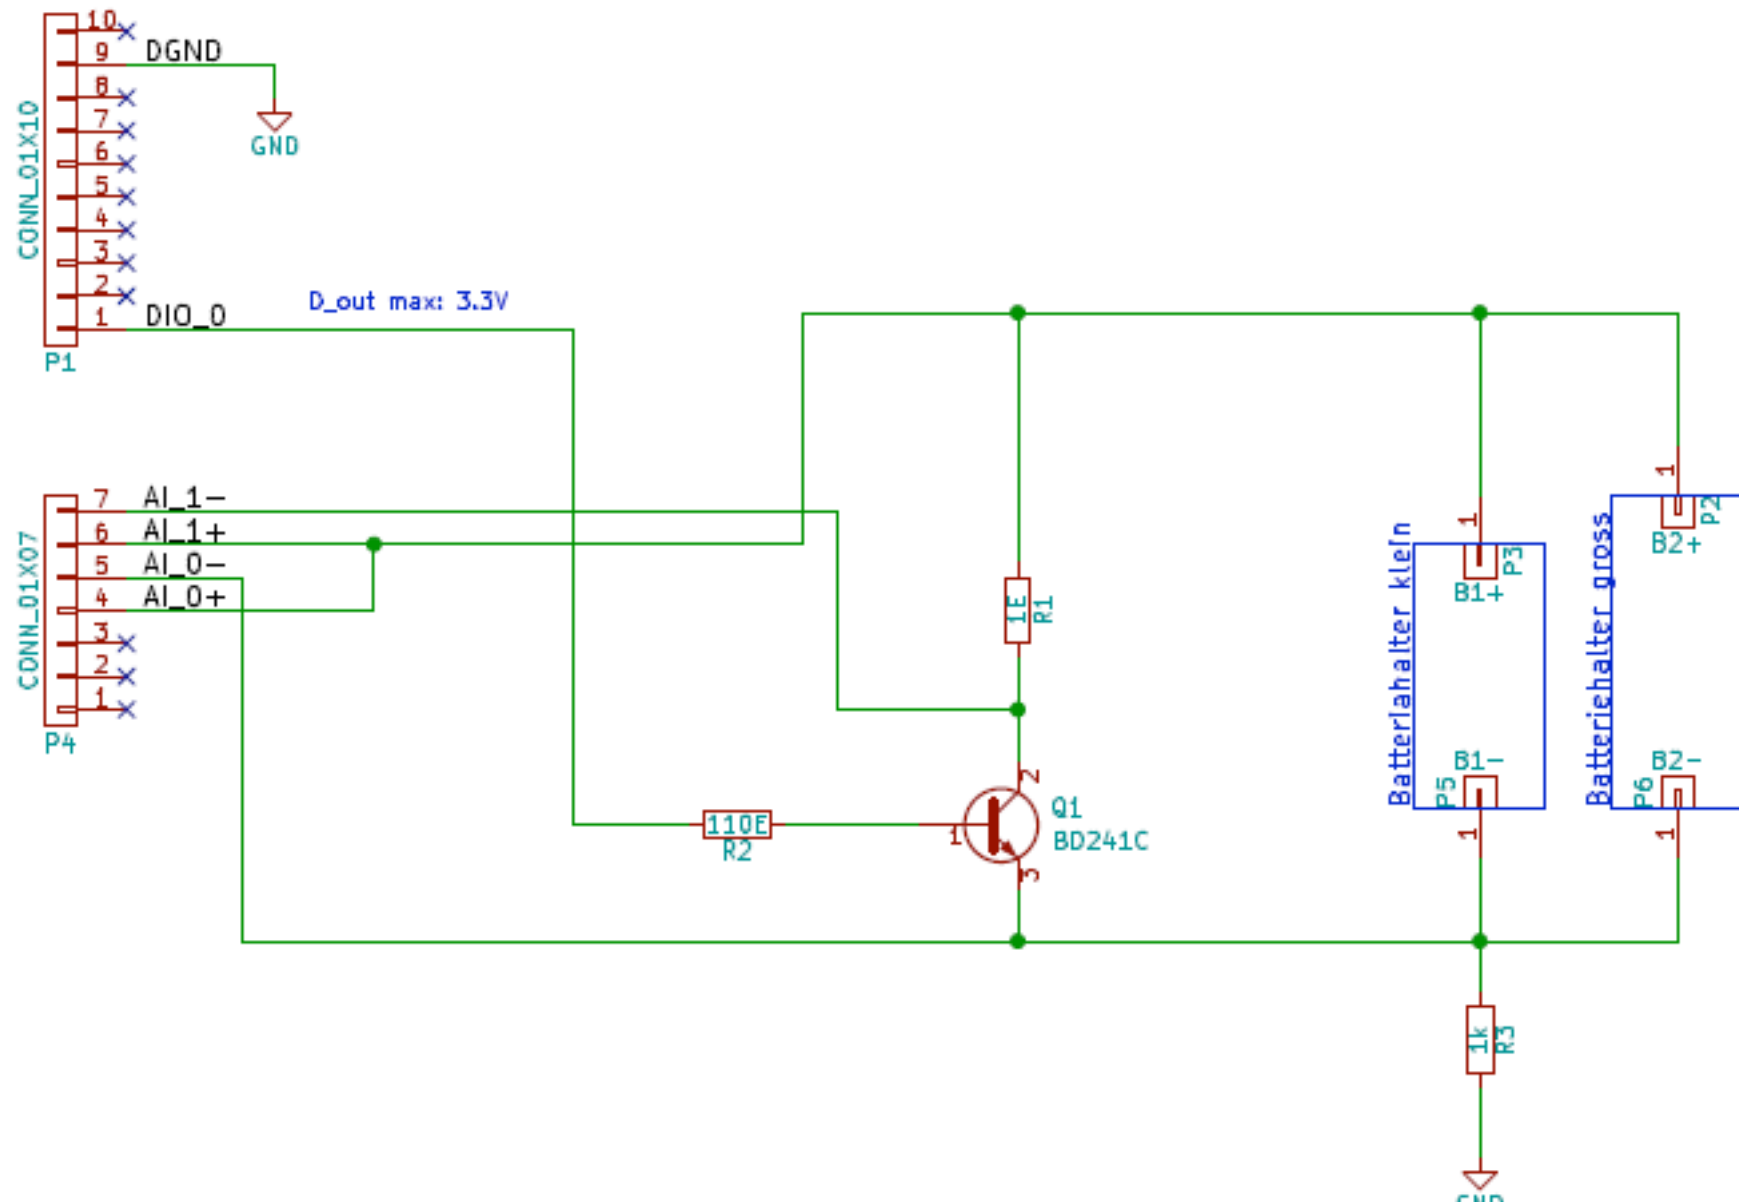 10
9
DGND
8
7
6
5
4
3
2
1
DIO_0
CONN_01X10
P1
GND
D_out max: 3.3V
7
AI_1-
6
AI_1+
5
AI_0-
4
AI_0+
3
2
1
CONN_01X07
P4
1E
R1
110E
R2
1
2
3
Q1
BD241C
1
P3
B1+
Batteriahalter klein
B1-
P5
1
1
P2
B2+
Batteriehalter gross
B2-
P6
1
1k
R3
GND